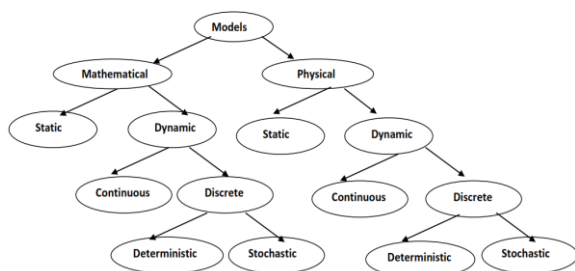 Models
Mathematical
Physical
Static
Dynamic
Static
Dynamic
Continuous
Discrete
Continuous
Discrete
Deterministic
Stochastic
Deterministic
Stochastic